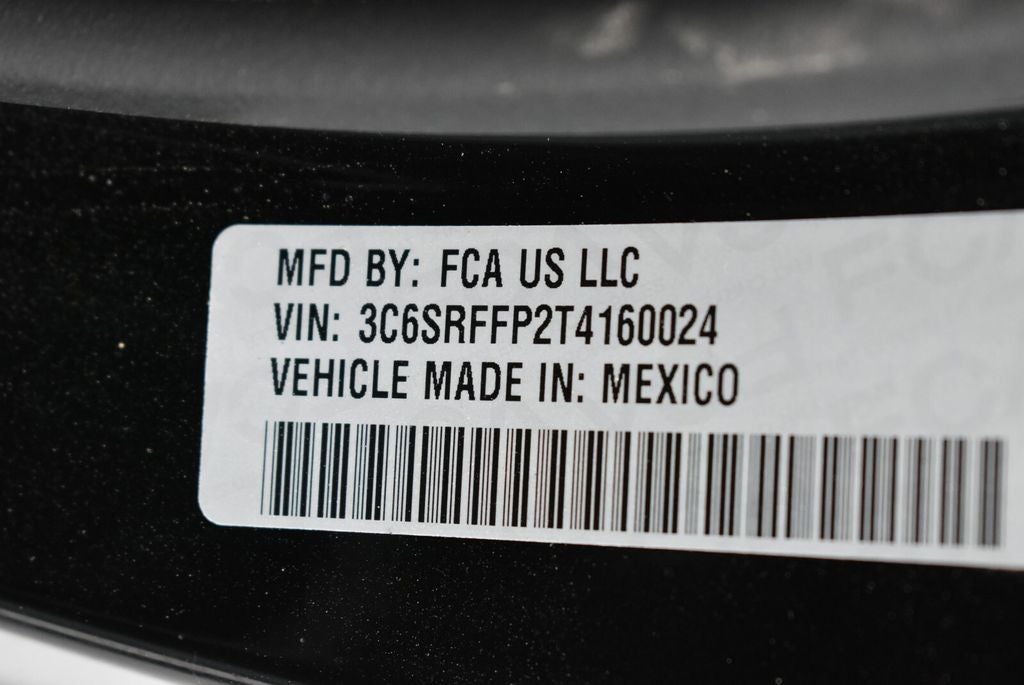 MFD BY: FCA US LLC
VIN: 3C6SRFFP2T4160024
VEHICLE MADE IN: MEXICO